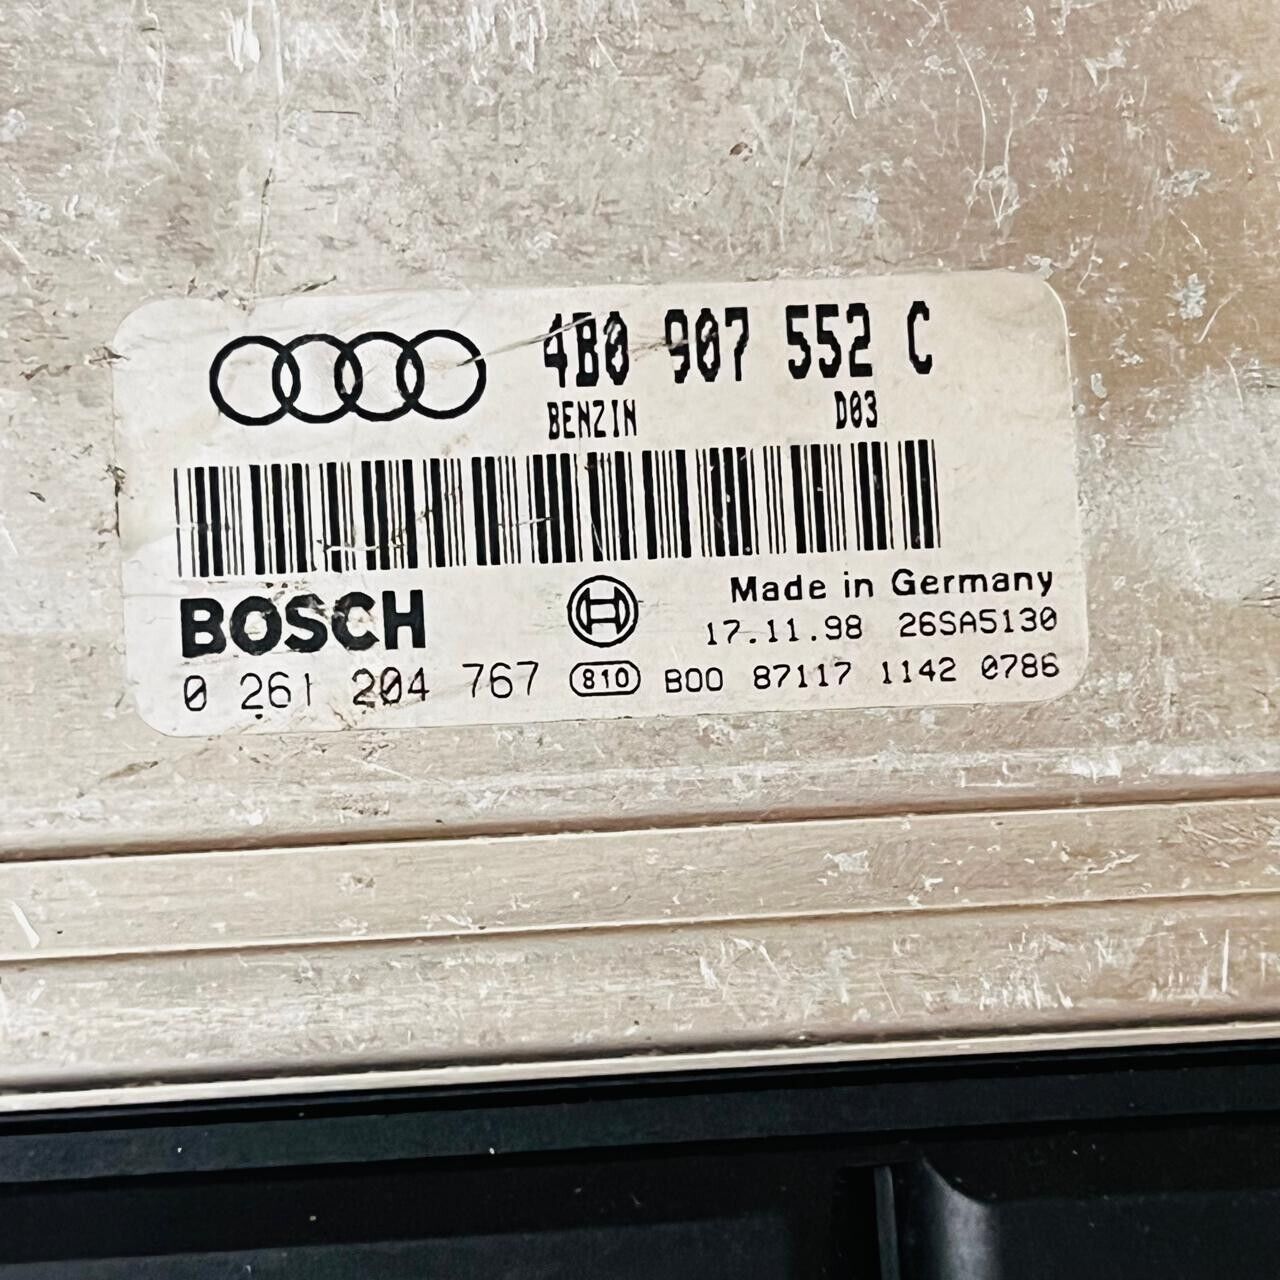 4B0 907 552 C
BENZIN D03
BOSCH
Made in Germany
17.11.98 26SA5130
0 261 204 767 810 B00 87117 1142 0786